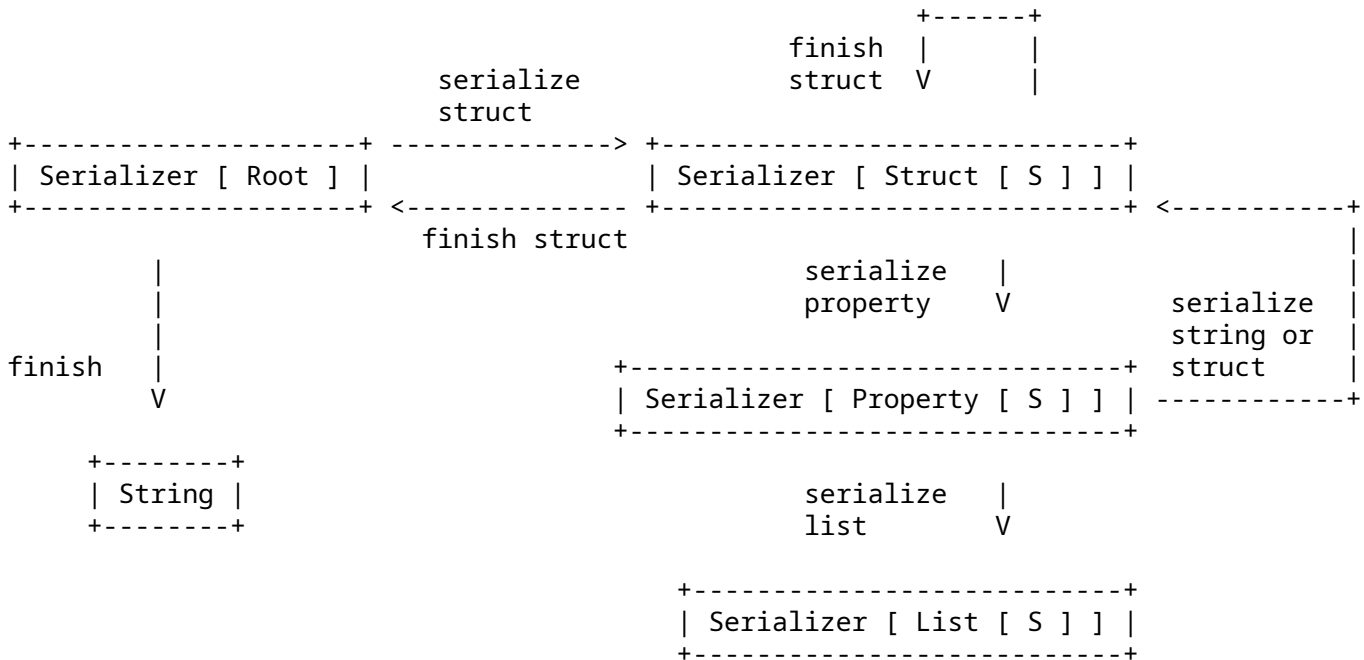 finish
struct
serialize
struct
Serializer [ Root ]
Serializer [ Struct [ S ] ]
finish struct
serialize
property
serialize
string or
struct
finish
Serializer [ Property [ S ] ]
String
serialize
list
Serializer [ List [ S ] ]